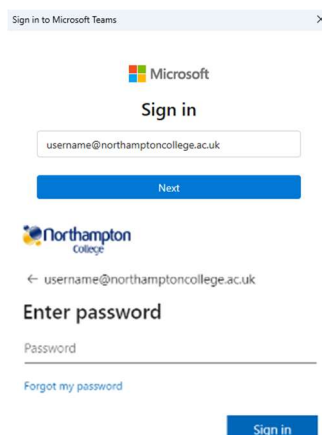 Sign in to Microsoft Teams
Microsoft
Sign in
username@northamptoncollege.ac.uk
Next
Northampton
College
username@northamptoncollege.ac.uk
Enter password
Password
Forgot my password
Sign in